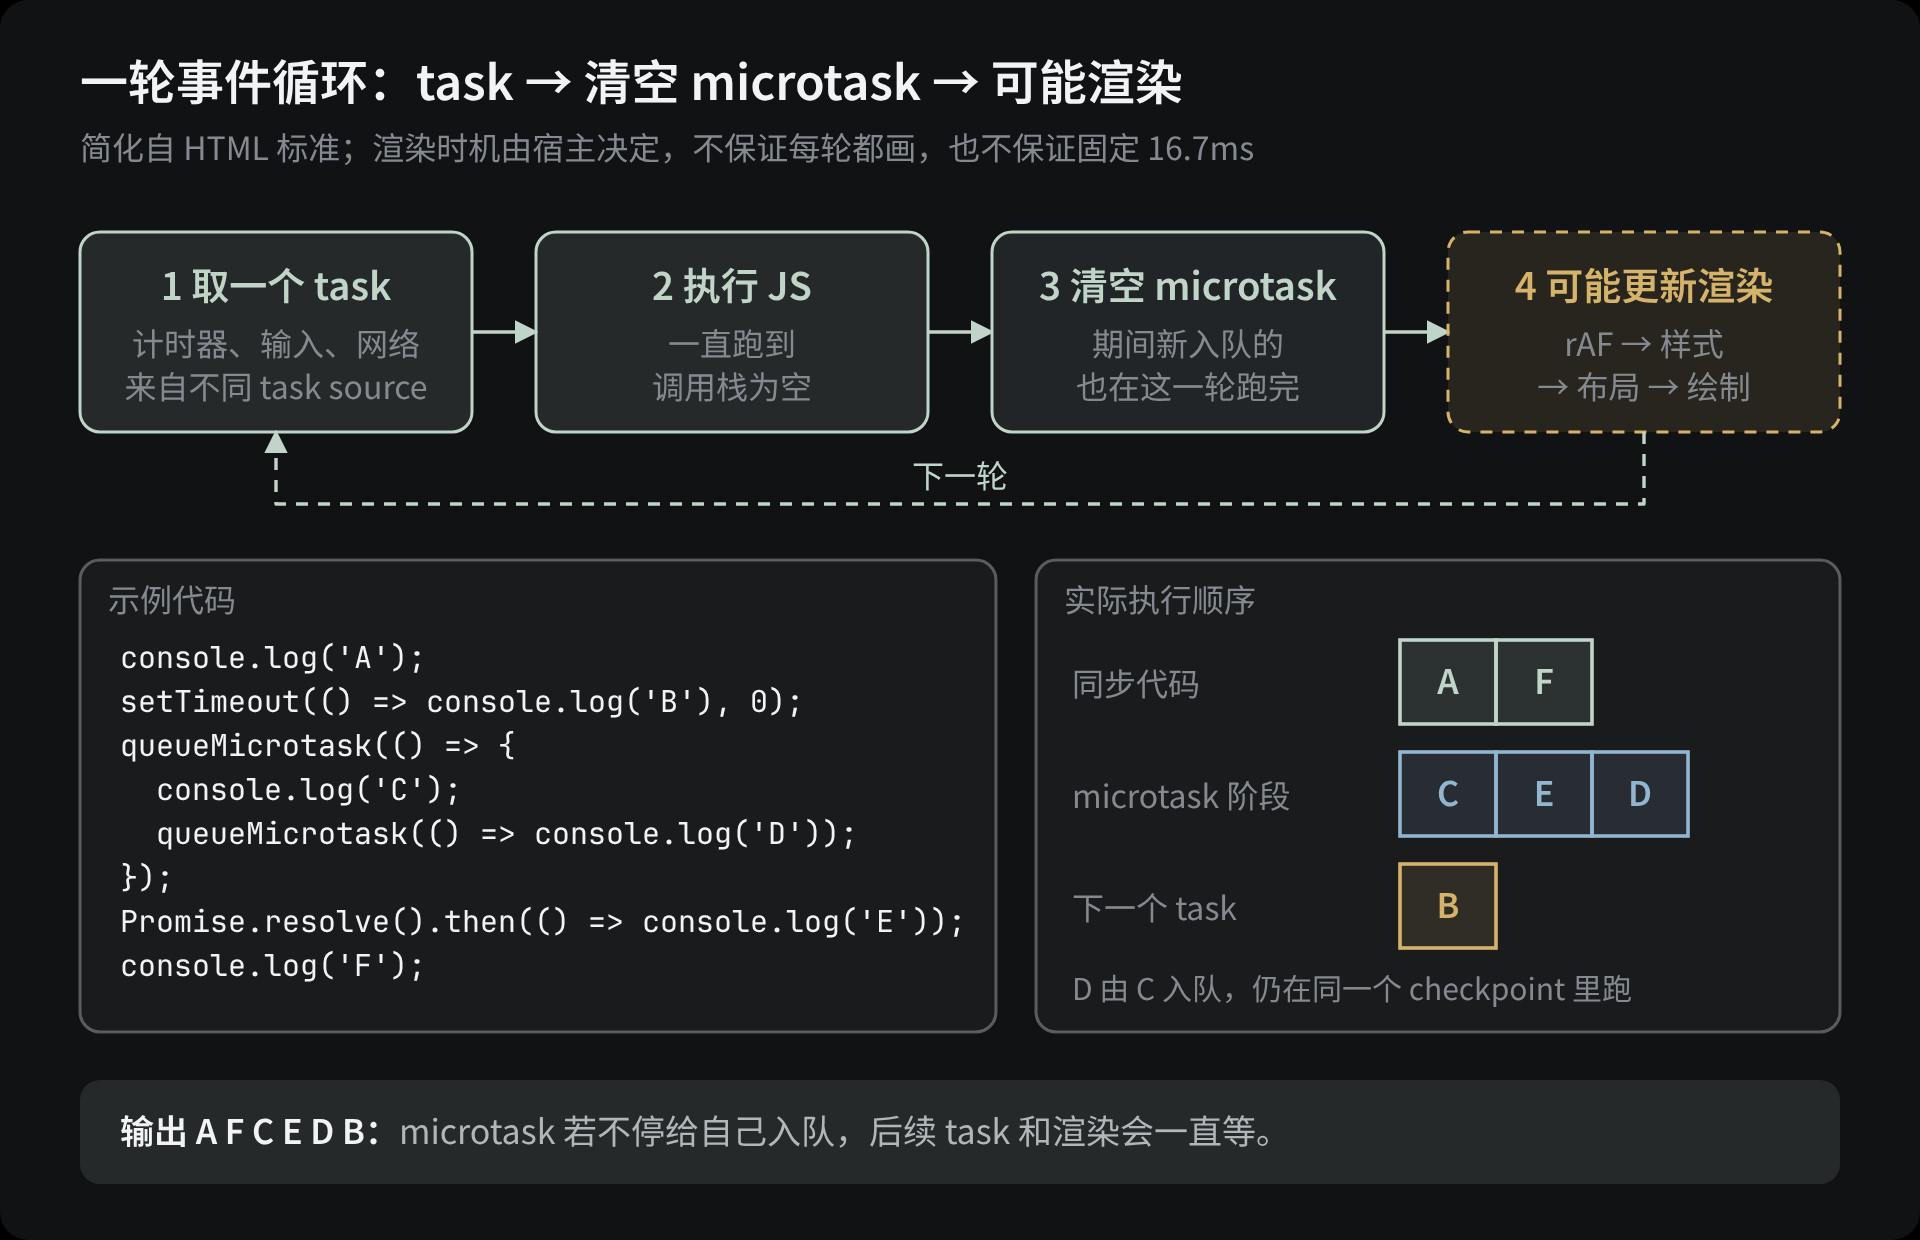 一轮事件循环：task → 清空 microtask → 可能渲染
简化自 HTML 标准；渲染时机由宿主决定，不保证每轮都画，也不保证固定 16.7ms
1 取一个 task
计时器、输入、网络
来自不同 task source
2 执行 JS
一直跑到
调用栈为空
3 清空 microtask
期间新入队的
也在这一轮跑完
4 可能更新渲染
rAF → 样式
→ 布局 → 绘制
下一轮
示例代码
console.log('A');
setTimeout(() => console.log('B'), 0);
queueMicrotask(() => {
  console.log('C');
  queueMicrotask(() => console.log('D'));
});
Promise.resolve().then(() => console.log('E'));
console.log('F');
实际执行顺序
同步代码 A F
microtask 阶段 C E D
下一个 task B
D 由 C 入队，仍在同一个 checkpoint 里跑
输出 A F C E D B：microtask 若不停给自己入队，后续 task 和渲染会一直等。